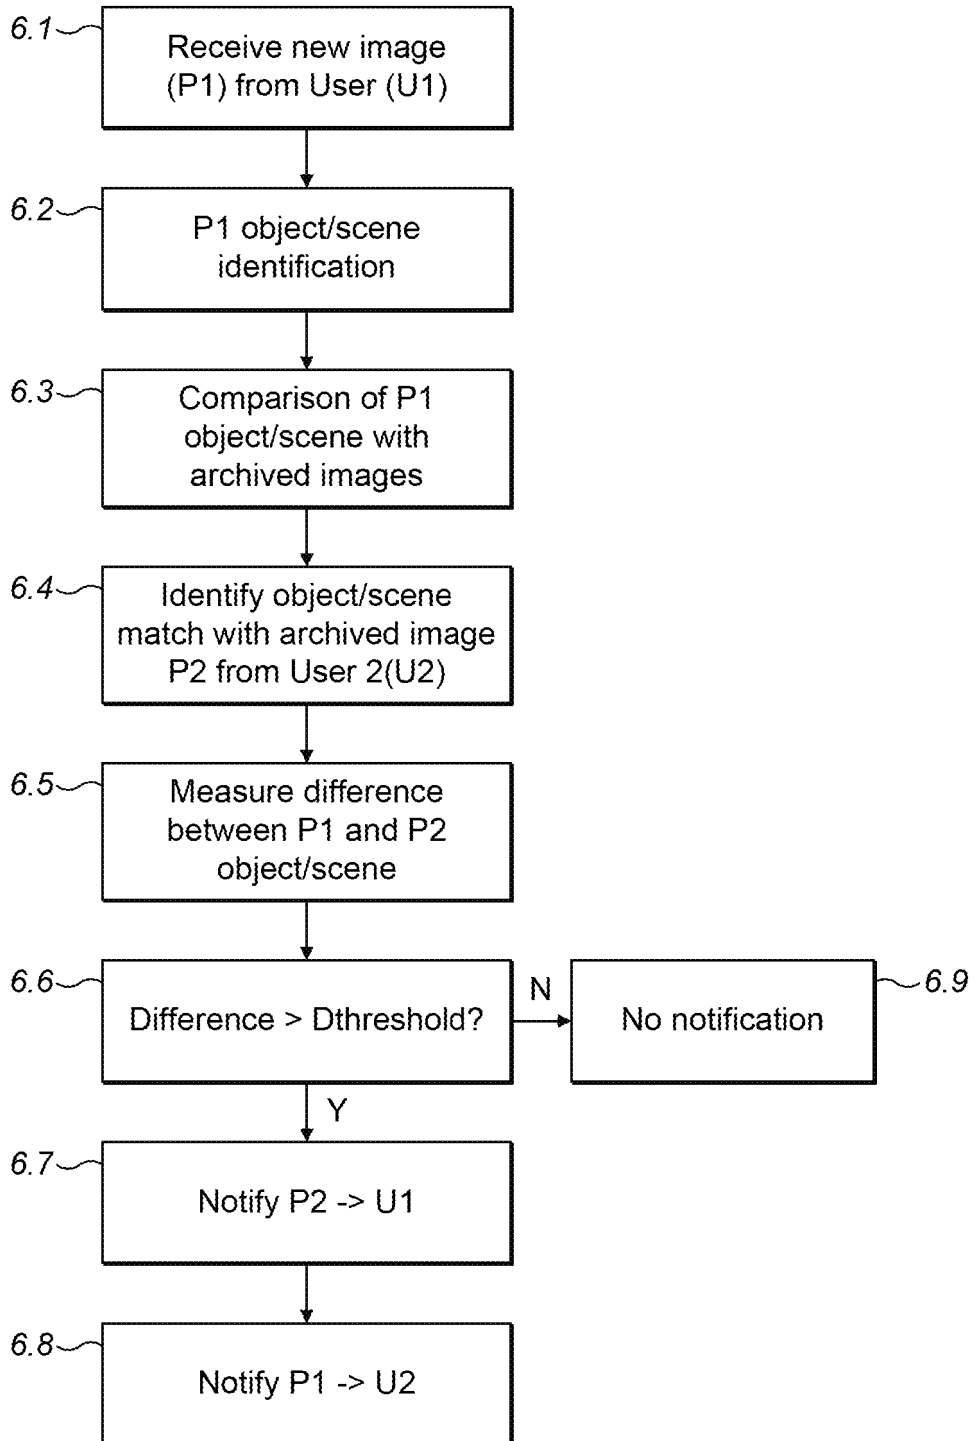 6.1
Receive new image
(P1) from User (U1)
6.2
P1 object/scene
identification
6.3
Comparison of P1
object/scene with
archived images
6.4
Identify object/scene
match with archived image
P2 from User 2(U2)
6.5
Measure difference
between P1 and P2
object/scene
6.6
Difference > Dthreshold?
N
6.9
No notification
Y
6.7
Notify P2 -> U1
6.8
Notify P1 -> U2